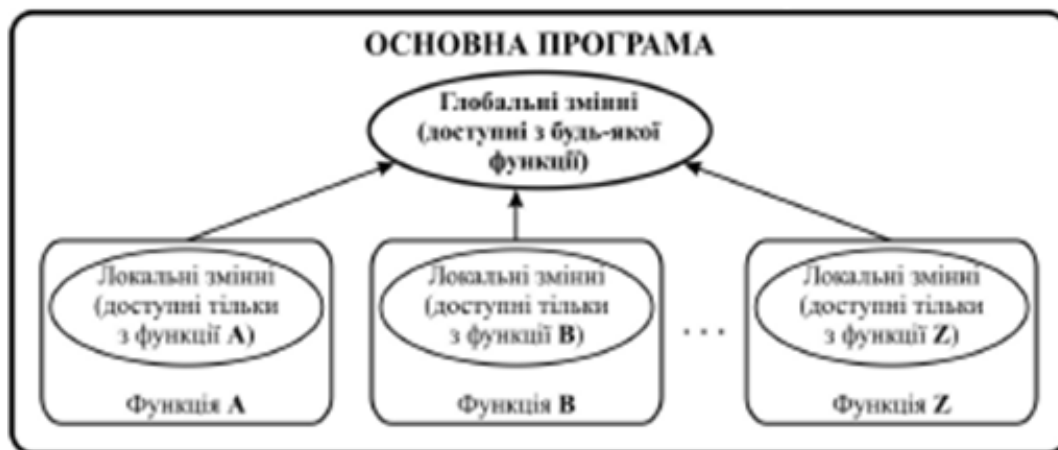 ОСНОВНА ПРОГРАМА
Глобальні змінні
(доступні з будь-якої
функції)
Локальні змінні
(доступні тільки
з функції A)
Функція A
Локальні змінні
(доступні тільки
з функції B)
Функція B
. . .
Локальні змінні
(доступні тільки
з функції Z)
Функція Z